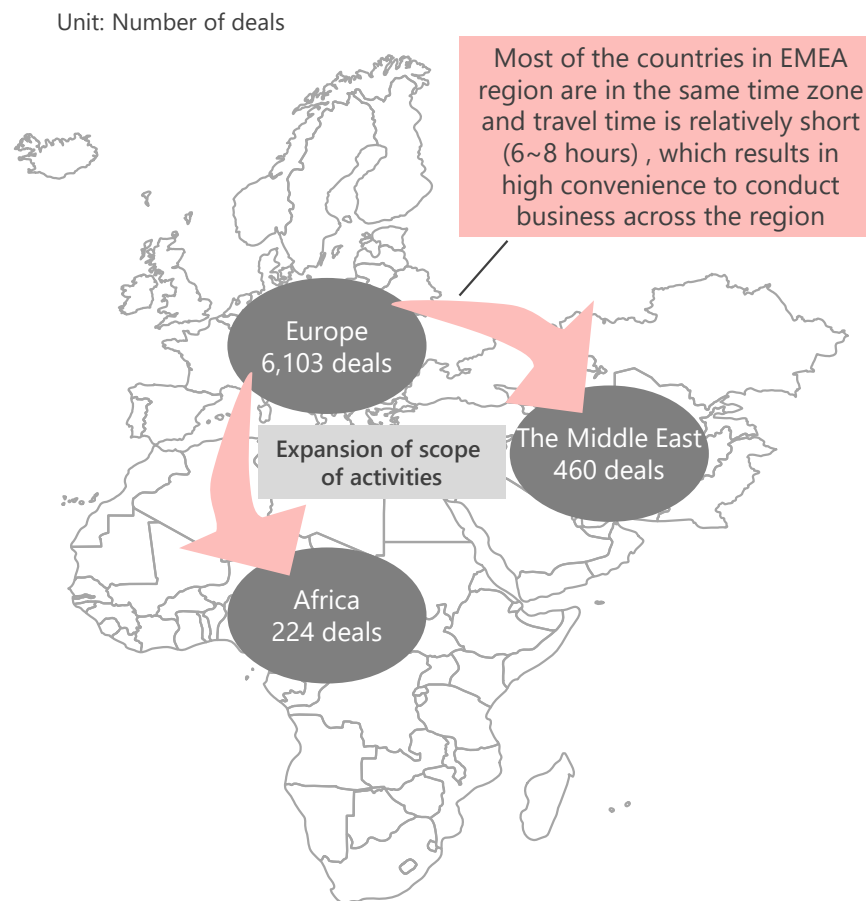 Unit: Number of deals
Most of the countries in EMEA
region are in the same time zone
and travel time is relatively short
(6~8 hours) , which results in
high convenience to conduct
business across the region
Europe
6,103 deals
The Middle East
460 deals
Expansion of scope
of activities
Africa
224 deals